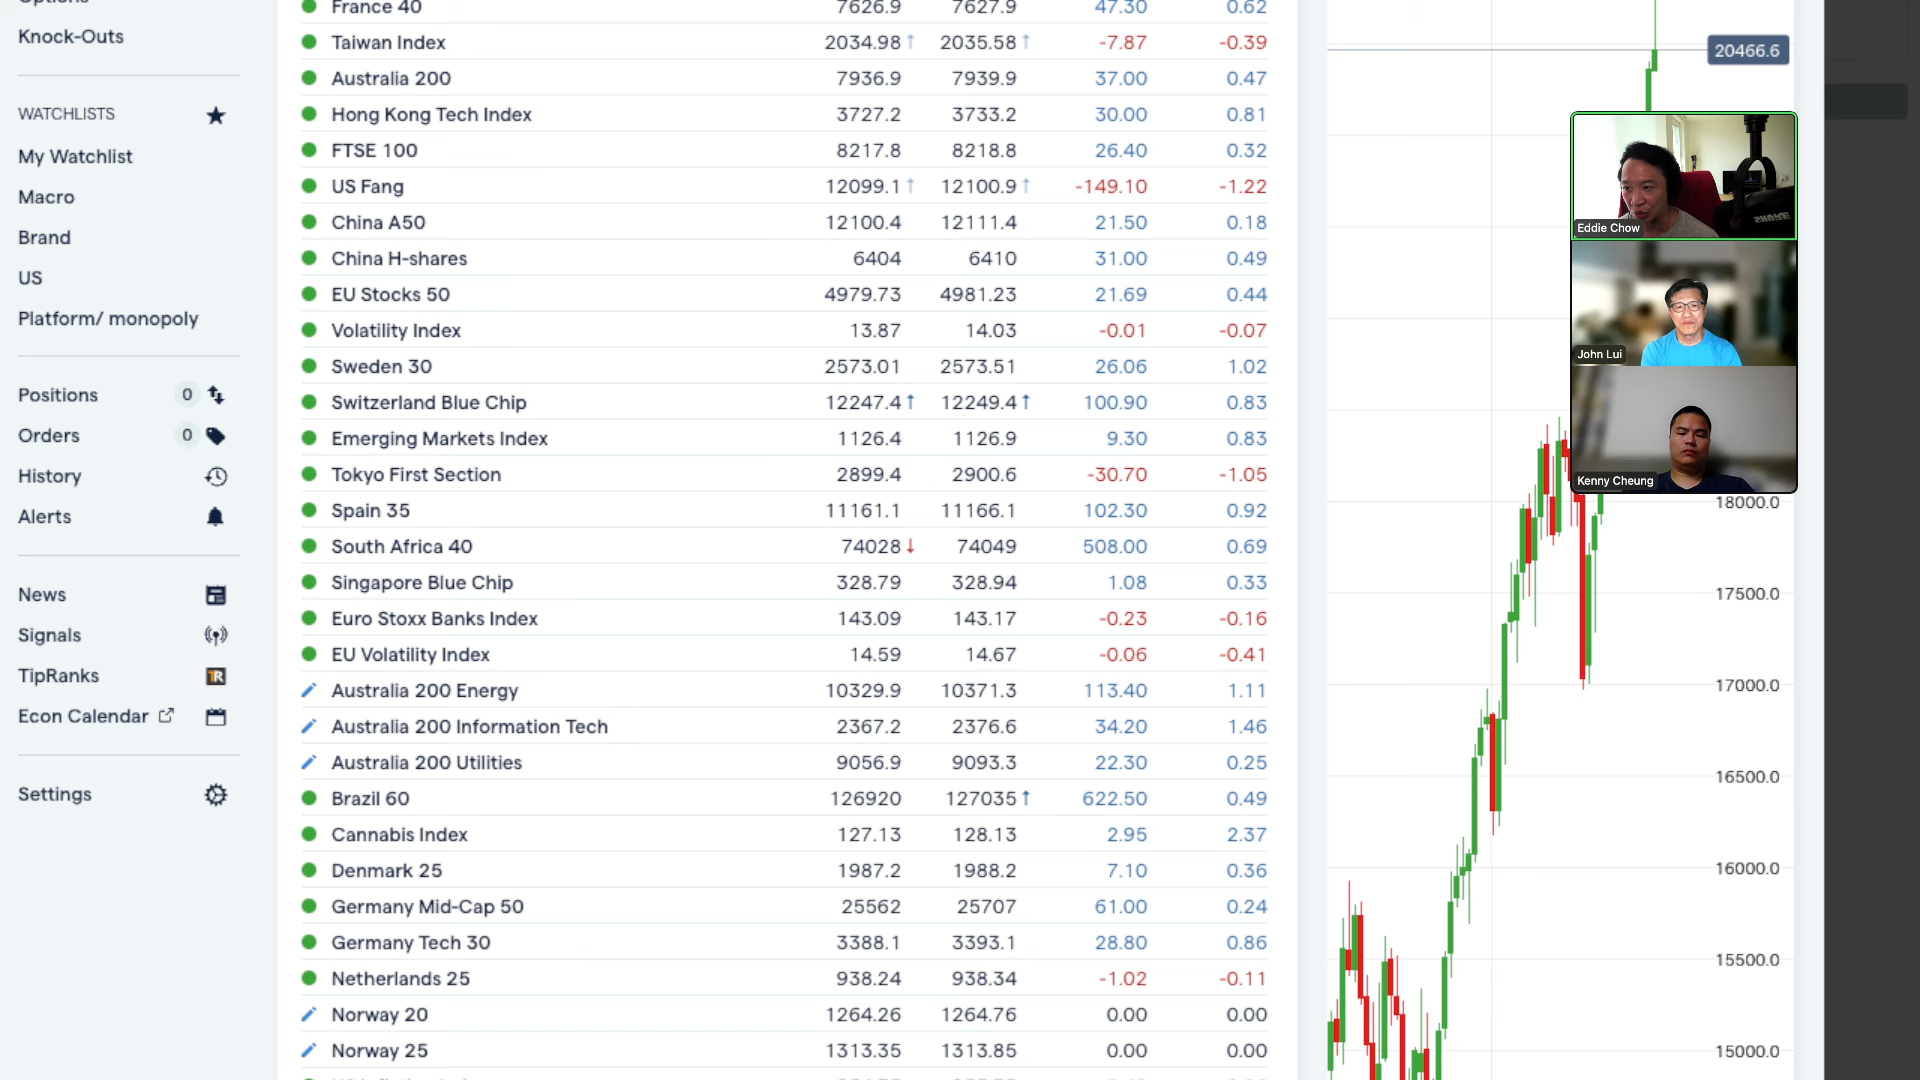 Options
Knock-Outs
WATCHLISTS
My Watchlist
Macro
Brand
US
Platform/ monopoly
Positions 0
Orders 0
History
Alerts
News
Signals
TipRanks TR
Econ Calendar
Settings
France 40 7626.9 7627.9 47.30 0.62
Taiwan Index 2034.98↑ 2035.58↑ -7.87 -0.39
Australia 200 7936.9 7939.9 37.00 0.47
Hong Kong Tech Index 3727.2 3733.2 30.00 0.81
FTSE 100 8217.8 8218.8 26.40 0.32
US Fang 12099.1↑ 12100.9↑ -149.10 -1.22
China A50 12100.4 12111.4 21.50 0.18
China H-shares 6404 6410 31.00 0.49
EU Stocks 50 4979.73 4981.23 21.69 0.44
Volatility Index 13.87 14.03 -0.01 -0.07
Sweden 30 2573.01 2573.51 26.06 1.02
Switzerland Blue Chip 12247.4↑ 12249.4↑ 100.90 0.83
Emerging Markets Index 1126.4 1126.9 9.30 0.83
Tokyo First Section 2899.4 2900.6 -30.70 -1.05
Spain 35 11161.1 11166.1 102.30 0.92
South Africa 40 74028↓ 74049 508.00 0.69
Singapore Blue Chip 328.79 328.94 1.08 0.33
Euro Stoxx Banks Index 143.09 143.17 -0.23 -0.16
EU Volatility Index 14.59 14.67 -0.06 -0.41
Australia 200 Energy 10329.9 10371.3 113.40 1.11
Australia 200 Information Tech 2367.2 2376.6 34.20 1.46
Australia 200 Utilities 9056.9 9093.3 22.30 0.25
Brazil 60 126920 127035↑ 622.50 0.49
Cannabis Index 127.13 128.13 2.95 2.37
Denmark 25 1987.2 1988.2 7.10 0.36
Germany Mid-Cap 50 25562 25707 61.00 0.24
Germany Tech 30 3388.1 3393.1 28.80 0.86
Netherlands 25 938.24 938.34 -1.02 -0.11
Norway 20 1264.26 1264.76 0.00 0.00
Norway 25 1313.35 1313.85 0.00 0.00
20466.6
SHURE
Eddie Chow
John Lui
Kenny Cheung
18000.0
17500.0
17000.0
16500.0
16000.0
15500.0
15000.0